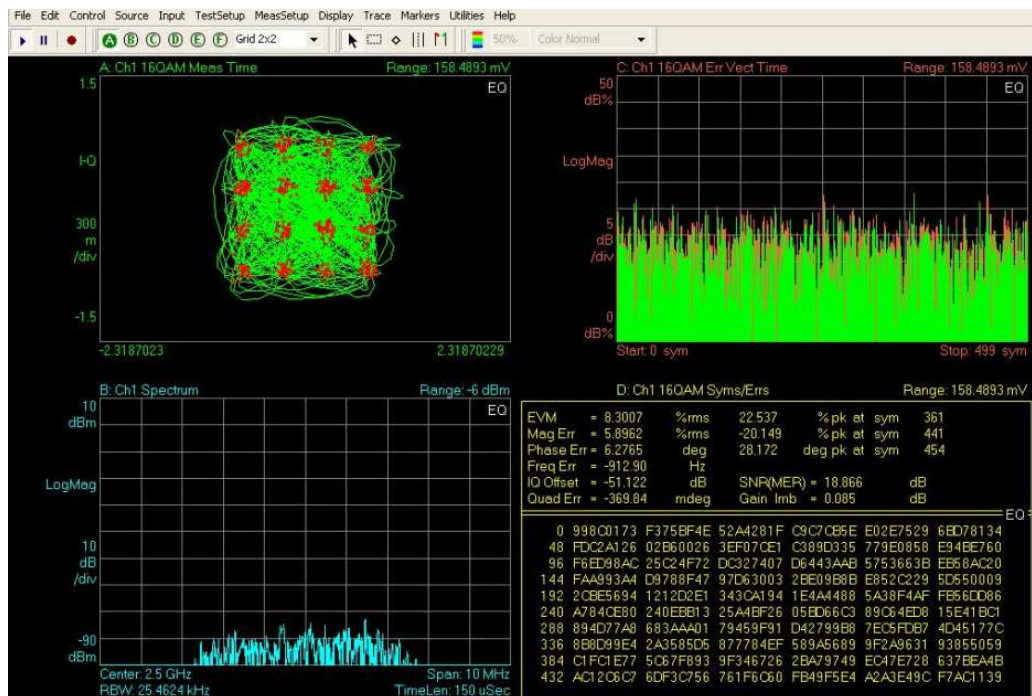 File Edit Control Source Input TestSetup MeasSetup Display Trace Markers Utilities Help
A B C D E F Grid 2x2 50% Color Normal
A: Ch1 16QAM Meas Time Range: 158.4893 mV
1.5
EQ
I-Q
300
m
/div
-1.5
-2.3187023 2.31870229
C: Ch1 16QAM Err Vect Time Range: 158.4893 mV
50
dB%
EQ
LogMag
5
dB
/div
0
dB%
Start: 0 sym Stop: 499 sym
B: Ch1 Spectrum Range: -6 dBm
10
dBm
EQ
LogMag
10
dB
/div
-90
dBm
Center: 2.5 GHz Span: 10 MHz
RBW: 25.4624 kHz TimeLen: 150 uSec
D: Ch1 16QAM Syms/Errs Range: 158.4893 mV
EVM = 8.3007 %rms 22.537 % pk at sym 361
Mag Err = 5.8962 %rms -20.149 % pk at sym 441
Phase Err = 6.2765 deg 28.172 deg pk at sym 454
Freq Err = -912.90 Hz
IQ Offset = -51.122 dB SNR(MER) = 18.866 dB
Quad Err = -369.84 mdeg Gain Imb = 0.085 dB
EQ
0 998C0173 F375BF4E 52A4281F C9C7CB5E E02E7529 6BD78134
48 FDC2A126 02B60026 3EF07CE1 C389D335 779E0858 E94BE760
96 F6ED98AC 25C24F72 DC327407 D6443AAB 5753663B EB58AC20
144 FAA993A4 D9788F47 97D63003 2BE09B8B E852C229 5D550009
192 2CBE5694 1212D2E1 343CA194 1E4A4488 5A38F4AF FB56DD86
240 A784CE80 240EBB13 25A4BF26 05BD66C3 89C64ED8 15E41BC1
288 894D77A8 683AAA01 79459F91 D42799B8 7EC5FDB7 4D45177C
336 8B8D99E4 2A3585D5 877784EF 589A5689 9F2A9631 93855059
384 C1FC1E77 5C67F893 9F346726 2BA79749 EC47E728 637BEA4B
432 AC12C6C7 6DF3C756 761F6C60 FB49F5E4 A2A3E49C F7AC1139